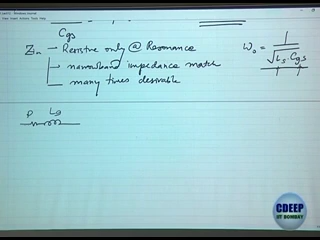 Cgs
Zin — Resistive only @ Resonance
narrowband impedance match
many times desirable
ω₀ = 1
√Ls Cgs
P Lg
CDEEP
IIT BOMBAY